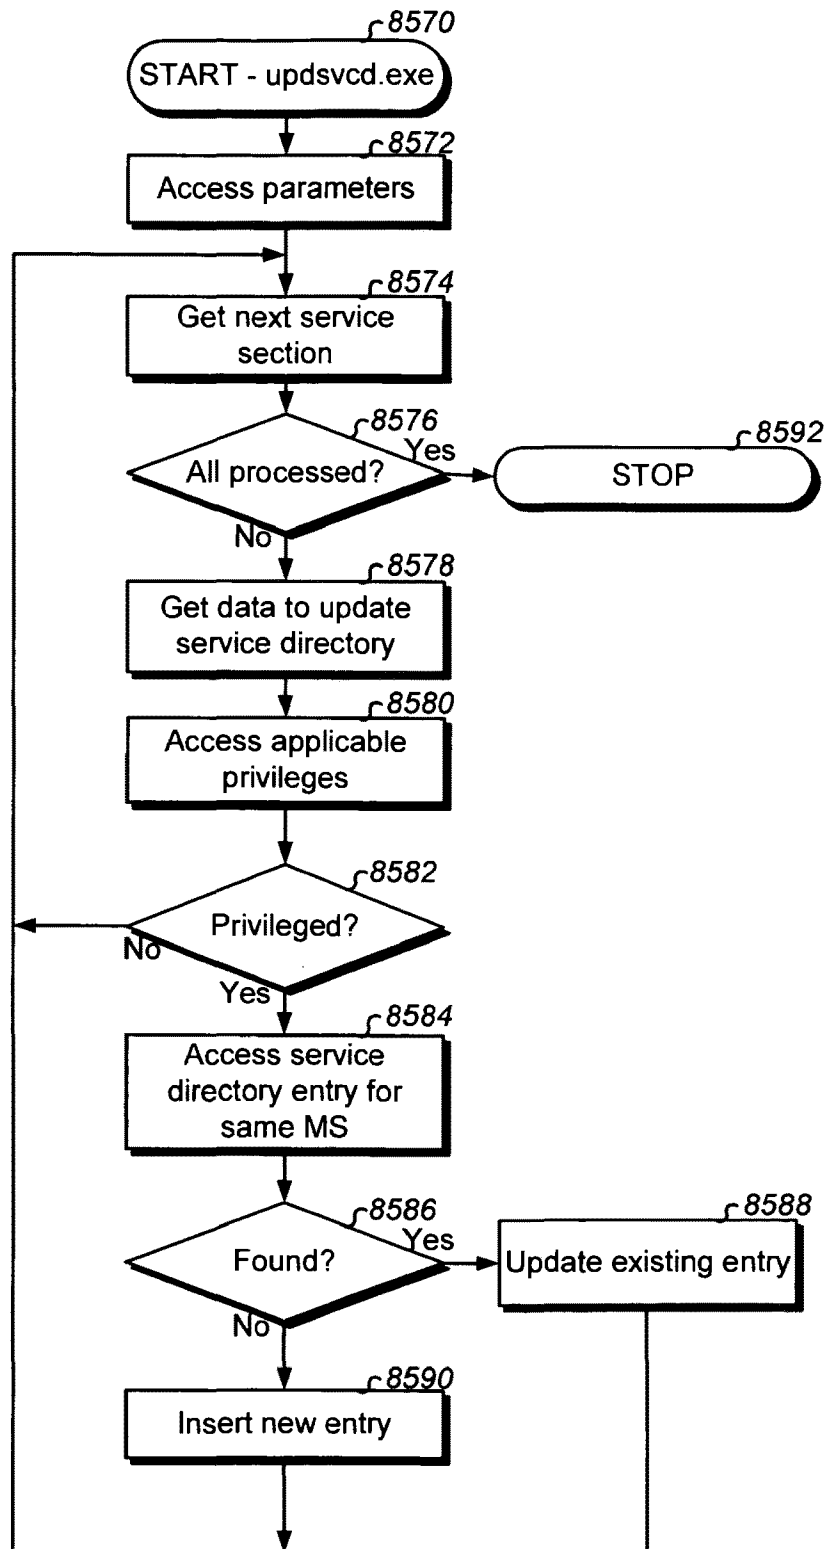 8570
START - updsvcd.exe
8572
Access parameters
8574
Get next service
section
8576
All processed?
Yes
No
8592
STOP
8578
Get data to update
service directory
8580
Access applicable
privileges
8582
Privileged?
No
Yes
8584
Access service
directory entry for
same MS
8586
Found?
Yes
No
8588
Update existing entry
8590
Insert new entry